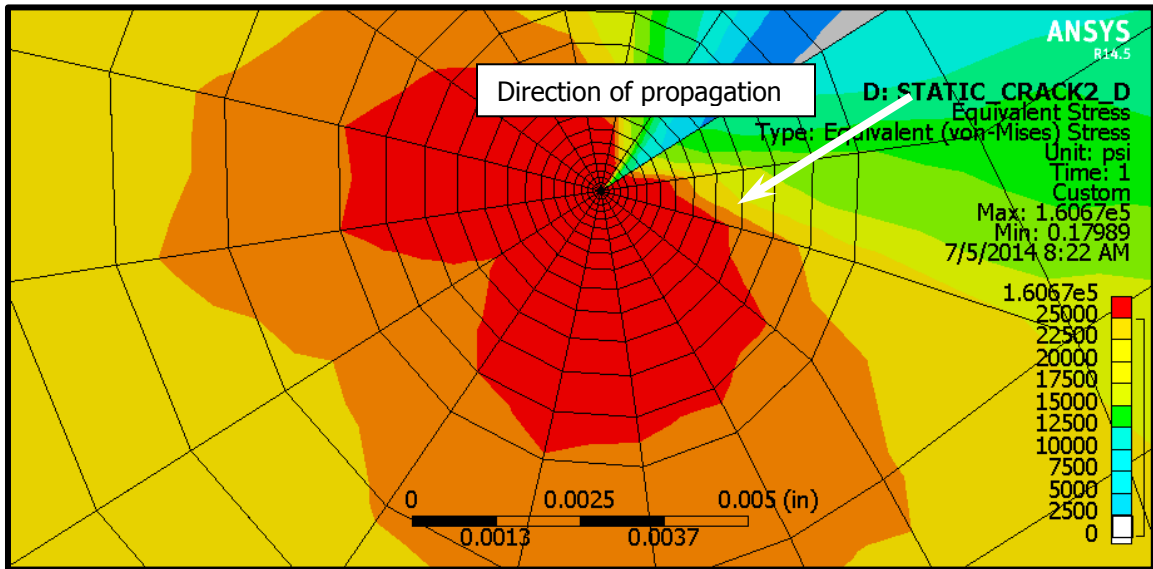 ANSYS
R14.5
Direction of propagation
D: STATIC_CRACK2_D
Equivalent Stress
Type: Equivalent (von-Mises) Stress
Unit: psi
Time: 1
Custom
Max: 1.6067e5
Min: 0.17989
7/5/2014 8:22 AM
1.6067e5
25000
22500
20000
17500
15000
12500
10000
7500
5000
2500
0
0 0.0025 0.005 (in)
0.0013 0.0037